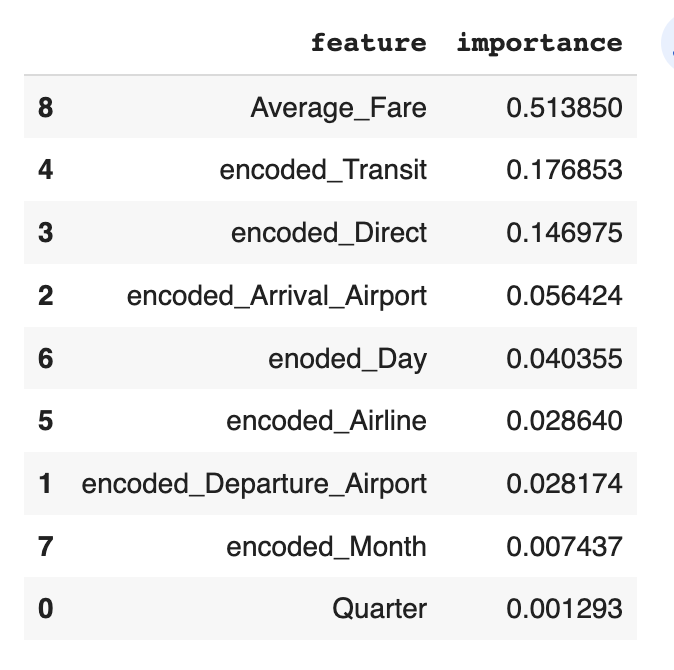 feature importance
8 Average_Fare 0.513850
4 encoded_Transit 0.176853
3 encoded_Direct 0.146975
2 encoded_Arrival_Airport 0.056424
6 enoded_Day 0.040355
5 encoded_Airline 0.028640
1 encoded_Departure_Airport 0.028174
7 encoded_Month 0.007437
0 Quarter 0.001293